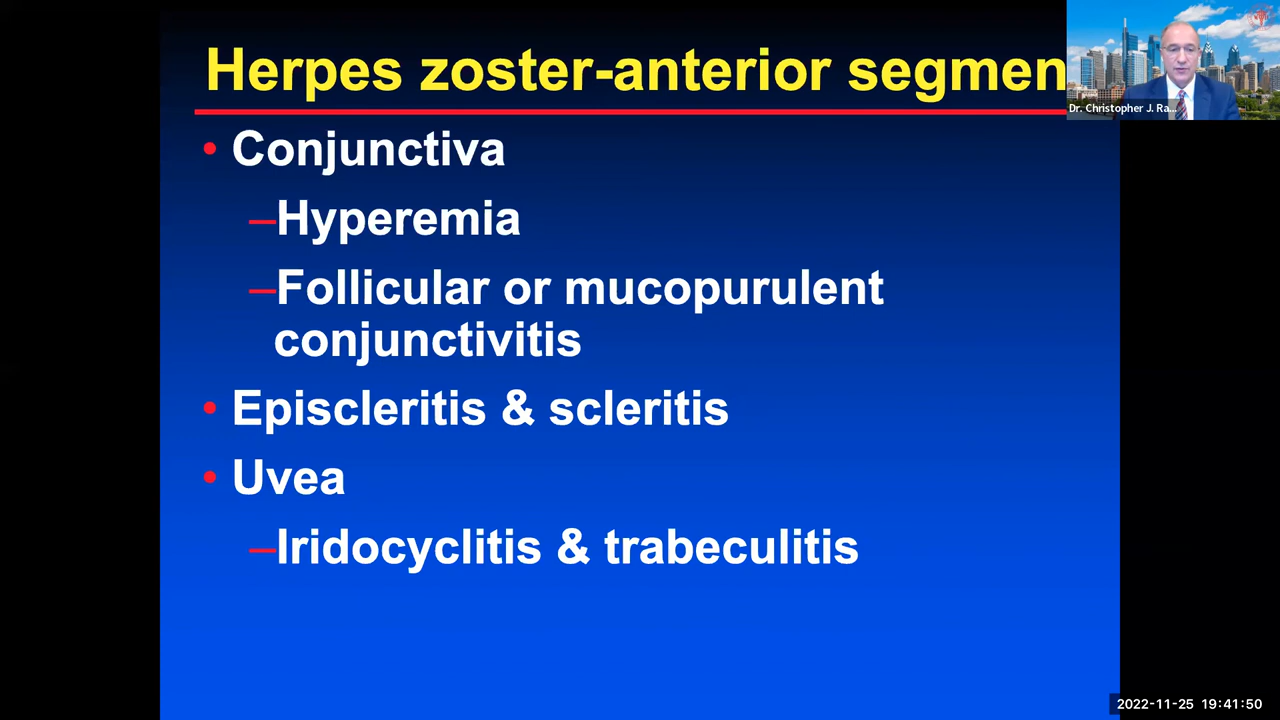 Herpes zoster-anterior segmen
Dr. Christopher J. Ra...
• Conjunctiva
–Hyperemia
–Follicular or mucopurulent
conjunctivitis
• Episcleritis & scleritis
• Uvea
–Iridocyclitis & trabeculitis
2022-11-25 19:41:50